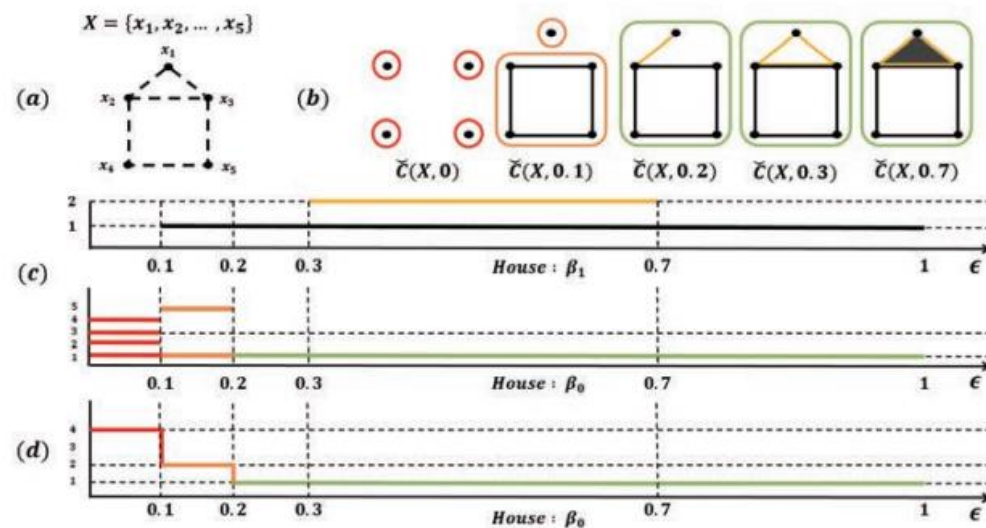 X = {x₁, x₂, … , x₅}
(a)
x₁
x₂
x₃
x₄
x₅
(b)
Č(X, 0)
Č(X, 0.1)
Č(X, 0.2)
Č(X, 0.3)
Č(X, 0.7)
(c)
2
1
0.1 0.2 0.3 House : β₁ 0.7 1 ϵ
5
4
3
2
1
0.1 0.2 0.3 House : β₀ 0.7 1 ϵ
(d)
4
3
2
1
0.1 0.2 0.3 House : β₀ 0.7 1 ϵ